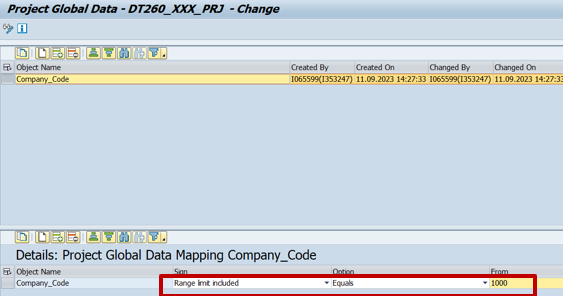 Project Global Data - DT260_XXX_PRJ - Change
Object Name Created By Created On Changed By Changed On
Company_Code I065599(I353247) 11.09.2023 14:27:33 I065599(I353247) 11.09.2023 14:27:33
Details: Project Global Data Mapping Company_Code
Object Name Sign Option From
Company_Code Range limit included Equals 1000